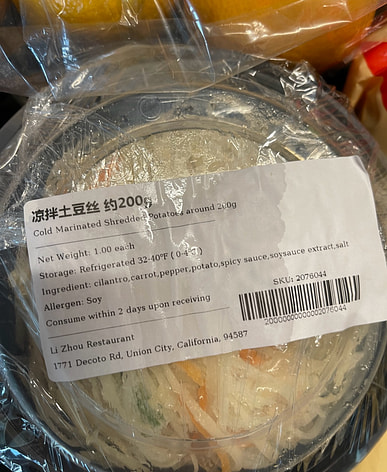 凉拌土豆丝 约200g
Cold Marinated Shredded Potatoes around 200g
Net Weight: 1.00 each
Storage: Refrigerated 32-40°F ( 0-4°C)
Ingredient: cilantro,carrot,pepper,potato,spicy sauce,soysauce extract,salt
Allergen: Soy
Consume within 2 days upon receiving
SKU: 2076044
2000000000002076044
Li Zhou Restaurant
1771 Decoto Rd, Union City, California, 94587